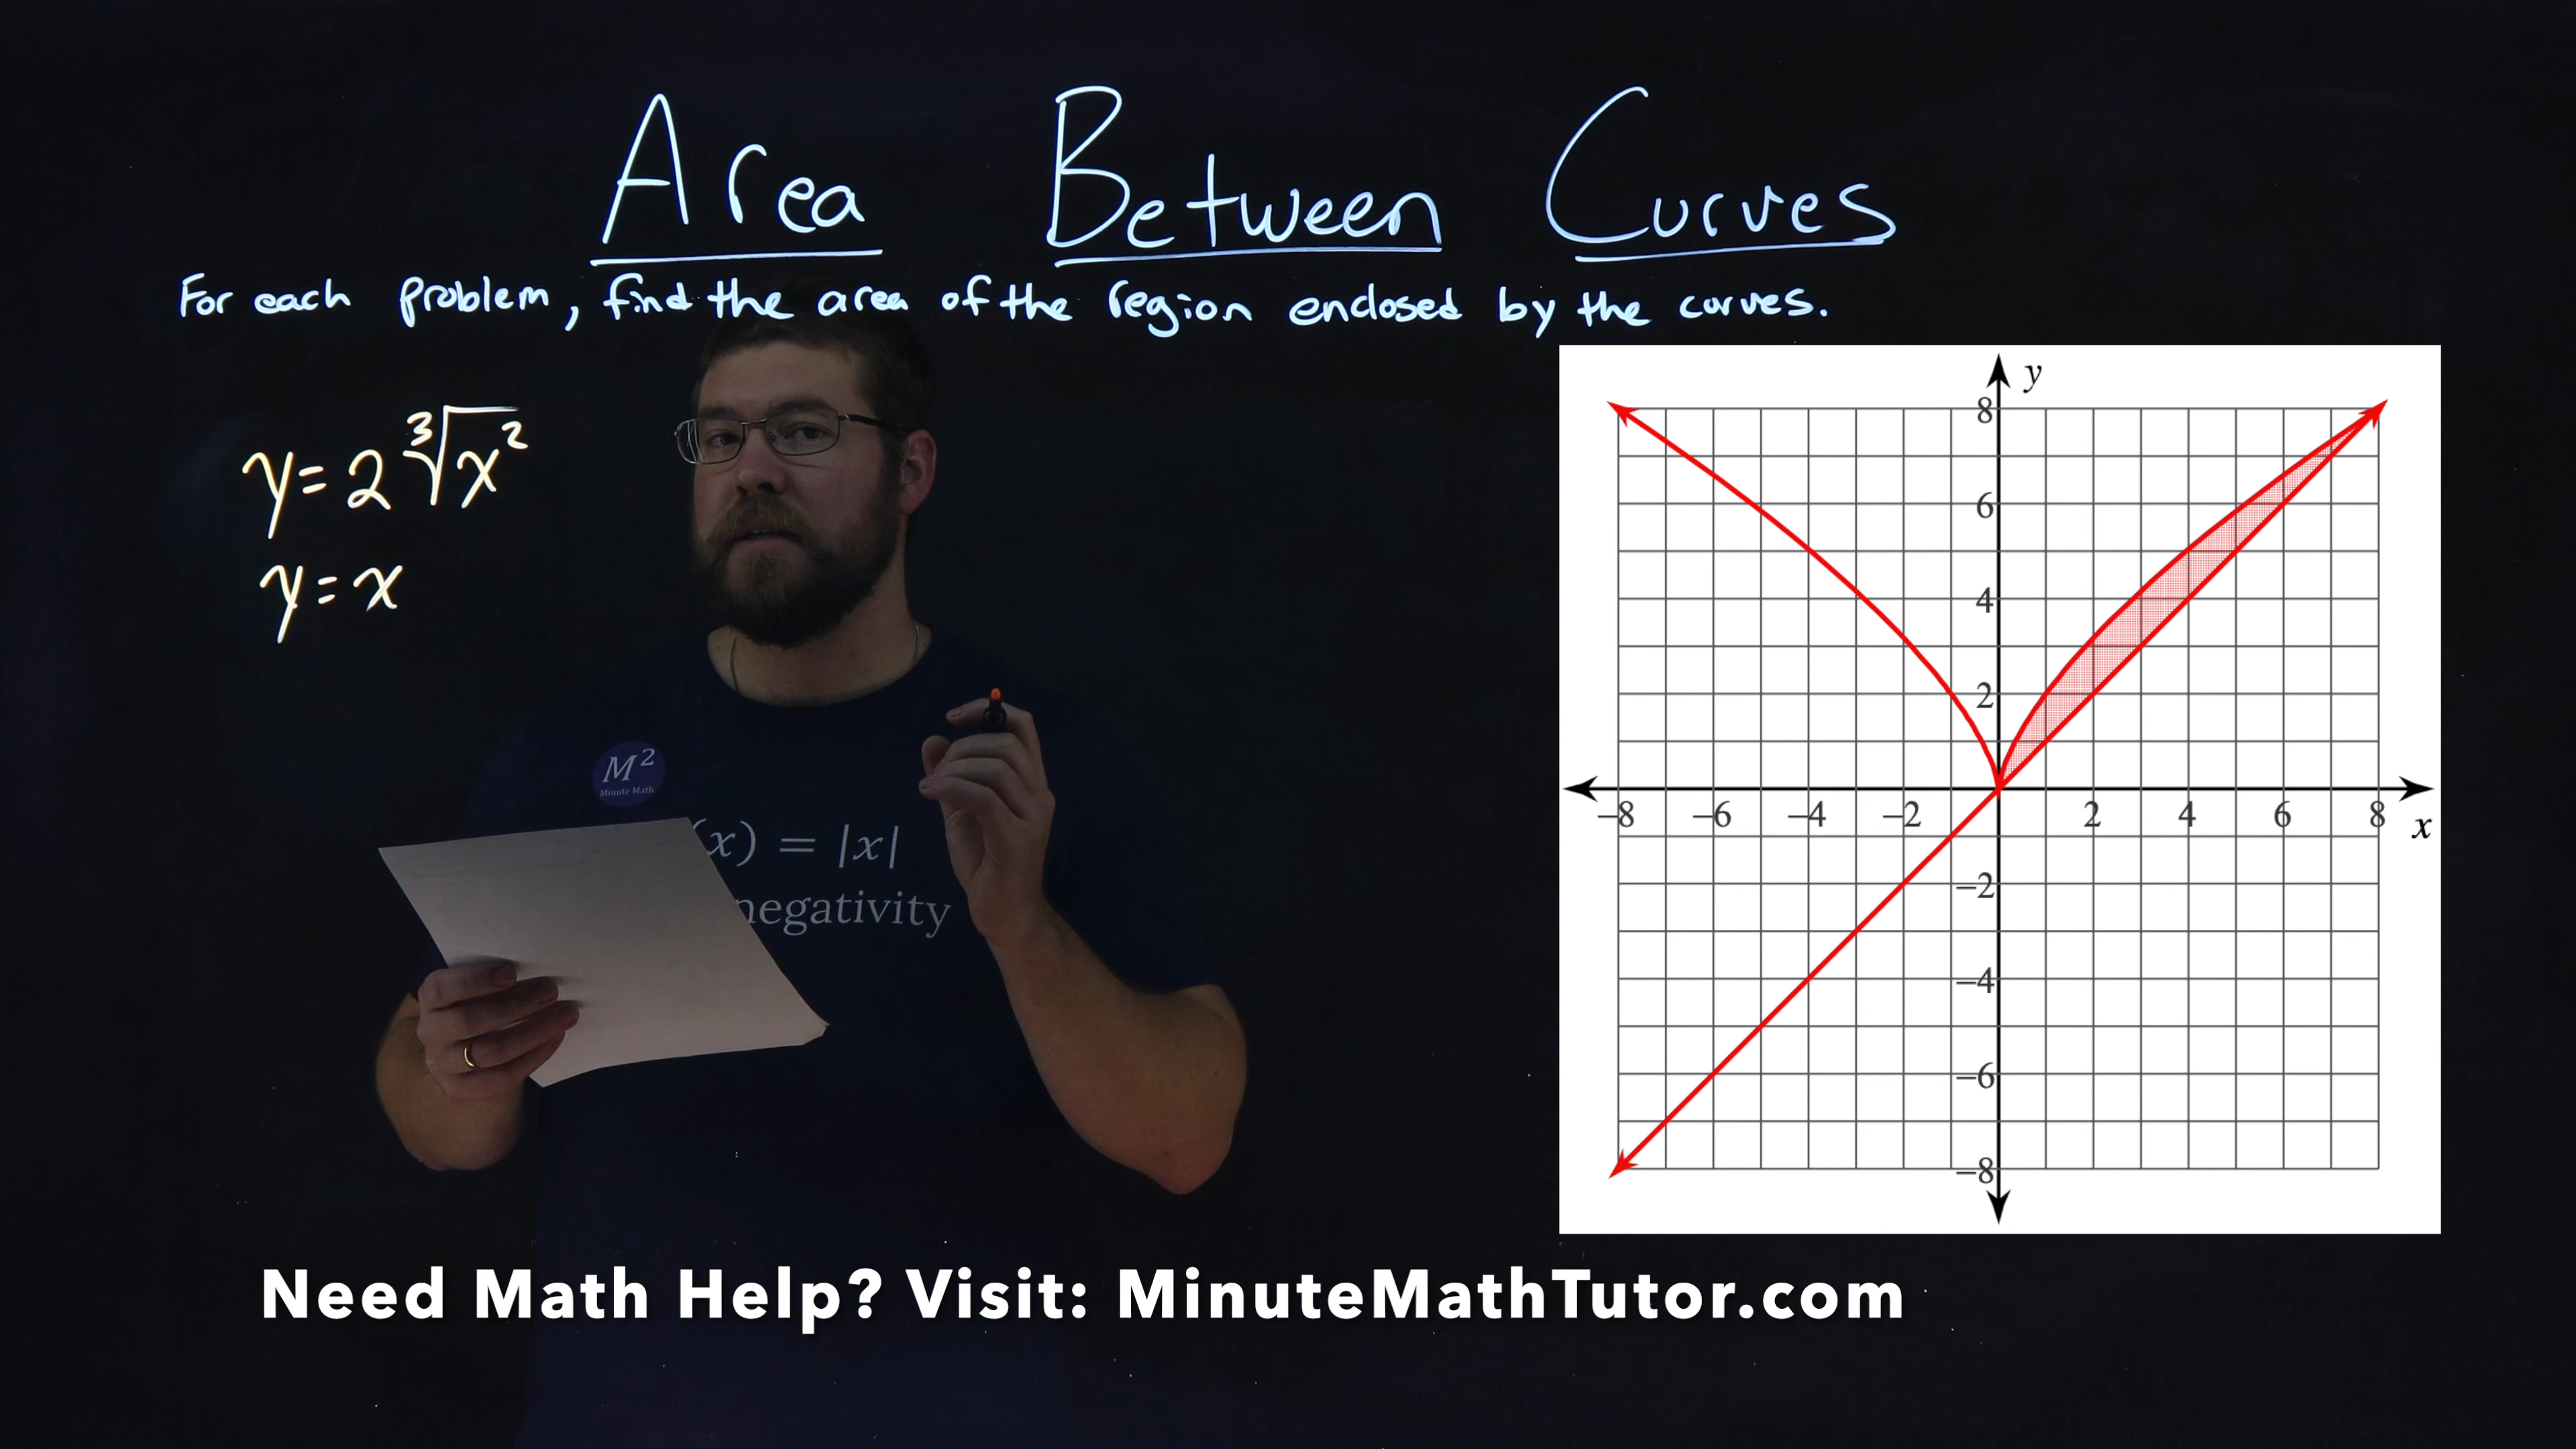 Area Between Curves
For each problem, find the area of the region enclosed by the curves.
y = 2 ∛x²
y = x
M²
Minute Math
(x) = |x|
negativity
y
8
6
4
2
-8 -6 -4 -2 2 4 6 8 x
-2
-4
-6
-8
Need Math Help? Visit: MinuteMathTutor.com